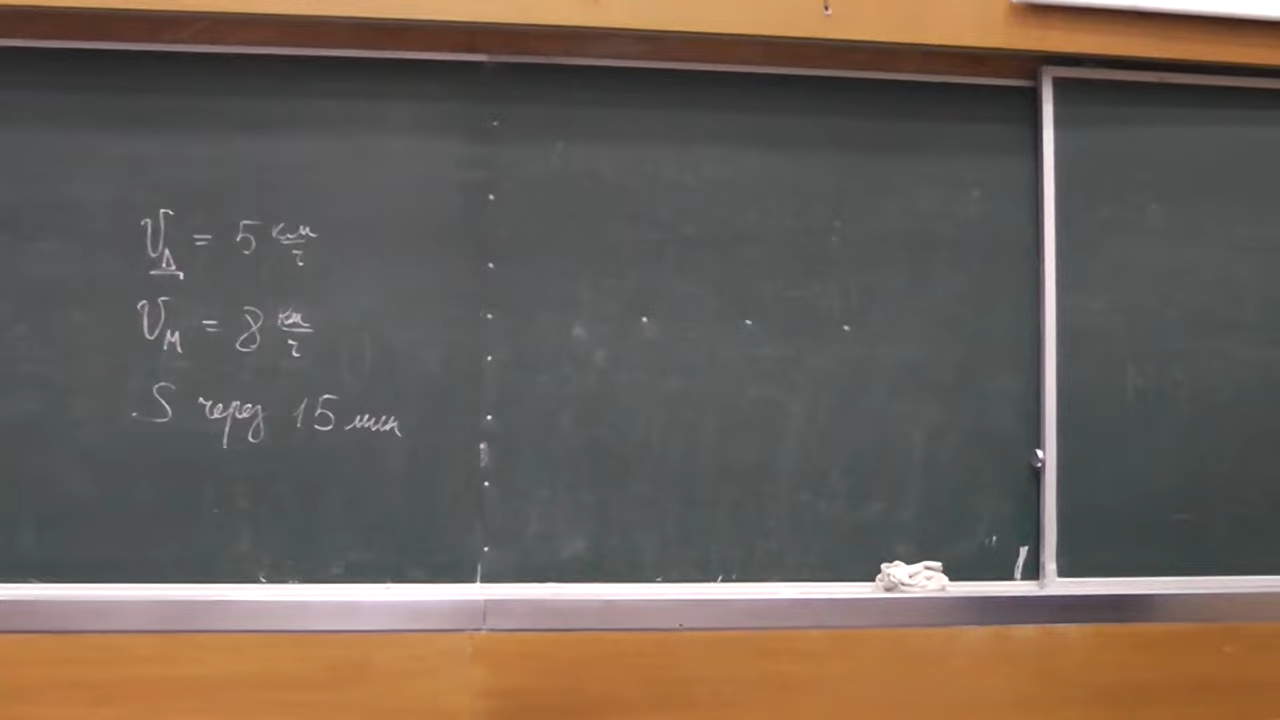 V_Д = 5 км/ч
V_М = 8 км/ч
S через 15 мин